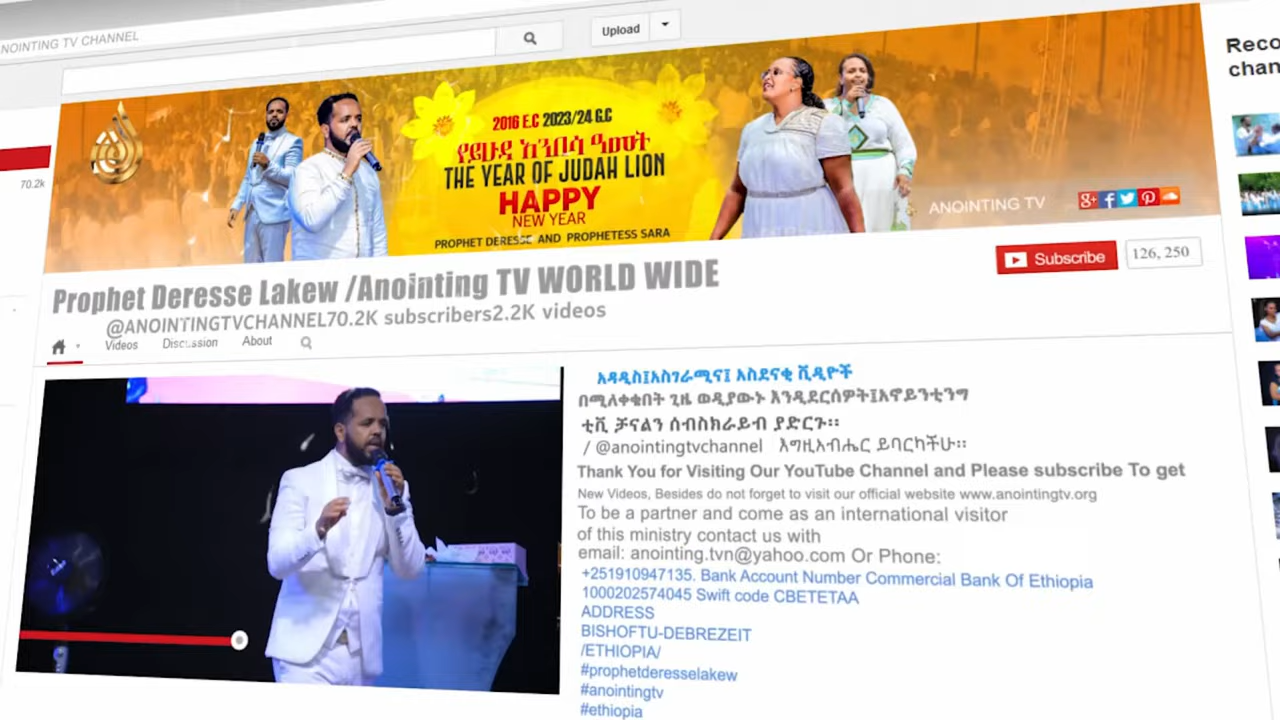 ANOINTING TV CHANNEL
Upload
70.2k
2016 E.C 2023/24 G.C
የይሁዳ አንበሳ ዓመት
THE YEAR OF JUDAH LION
HAPPY
NEW YEAR
PROPHET DERESSE AND PROPHETESS SARA
ANOINTING TV
Subscribe
126, 250
Prophet Deresse Lakew /Anointing TV WORLD WIDE
@ANOINTINGTVCHANNEL70.2K subscribers2.2K videos
Videos Discussion About
አዳዲስ፤አስገራሚና፤ አስደናቂ ቪዲዮች
በሚለቀቁበት ጊዜ ወዲያውኑ እንዲደርሰዎት፤አኖይንቲንግ
ቲቪ ቻናልን ሰብስክራይብ ያድርጉ።
/ @anointingtvchannel እግዚአብሔር ይባርካችሁ።
Thank You for Visiting Our YouTube Channel and Please subscribe To get
New Videos, Besides do not forget to visit our official website www.anointingtv.org
To be a partner and come as an international visitor
of this ministry contact us with
email: anointing.tvn@yahoo.com Or Phone:
+251910947135. Bank Account Number Commercial Bank Of Ethiopia
1000202574045 Swift code CBETETAA
ADDRESS
BISHOFTU-DEBREZEIT
/ETHIOPIA/
#prophetderesselakew
#anointingtv
#ethiopia